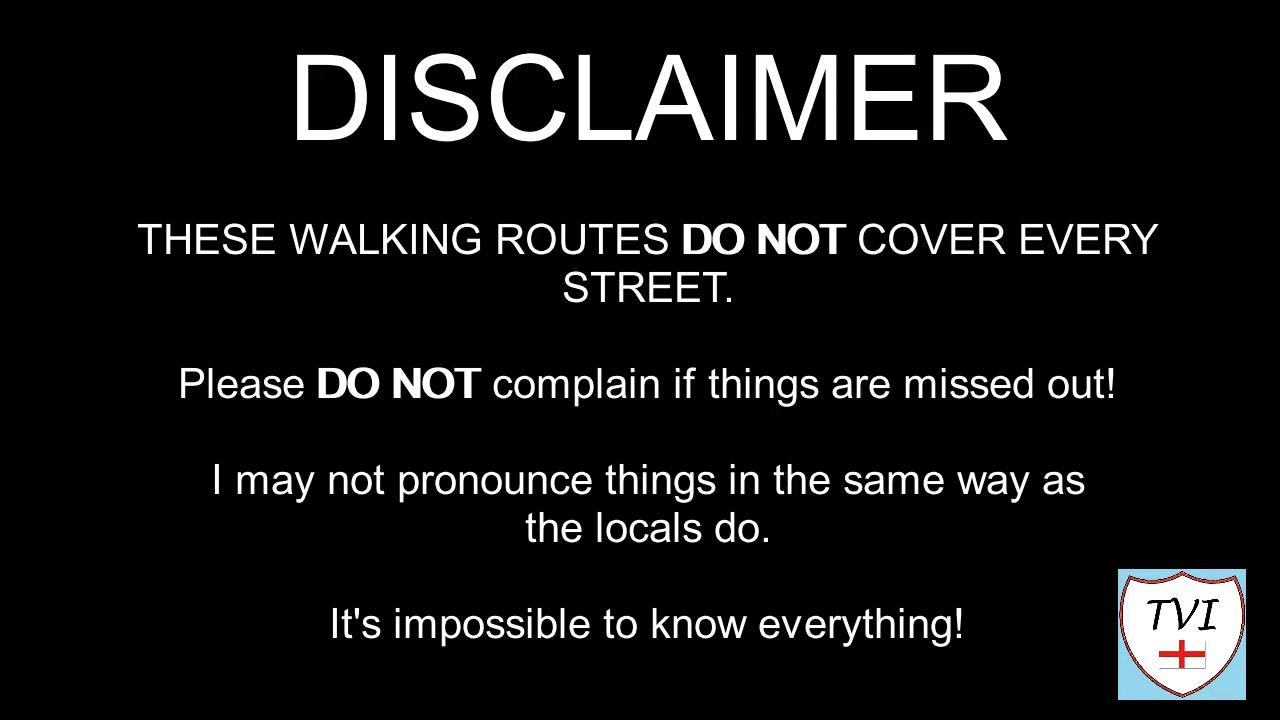 DISCLAIMER
THESE WALKING ROUTES DO NOT COVER EVERY
STREET.
Please DO NOT complain if things are missed out!
I may not pronounce things in the same way as
the locals do.
It's impossible to know everything!
TVI